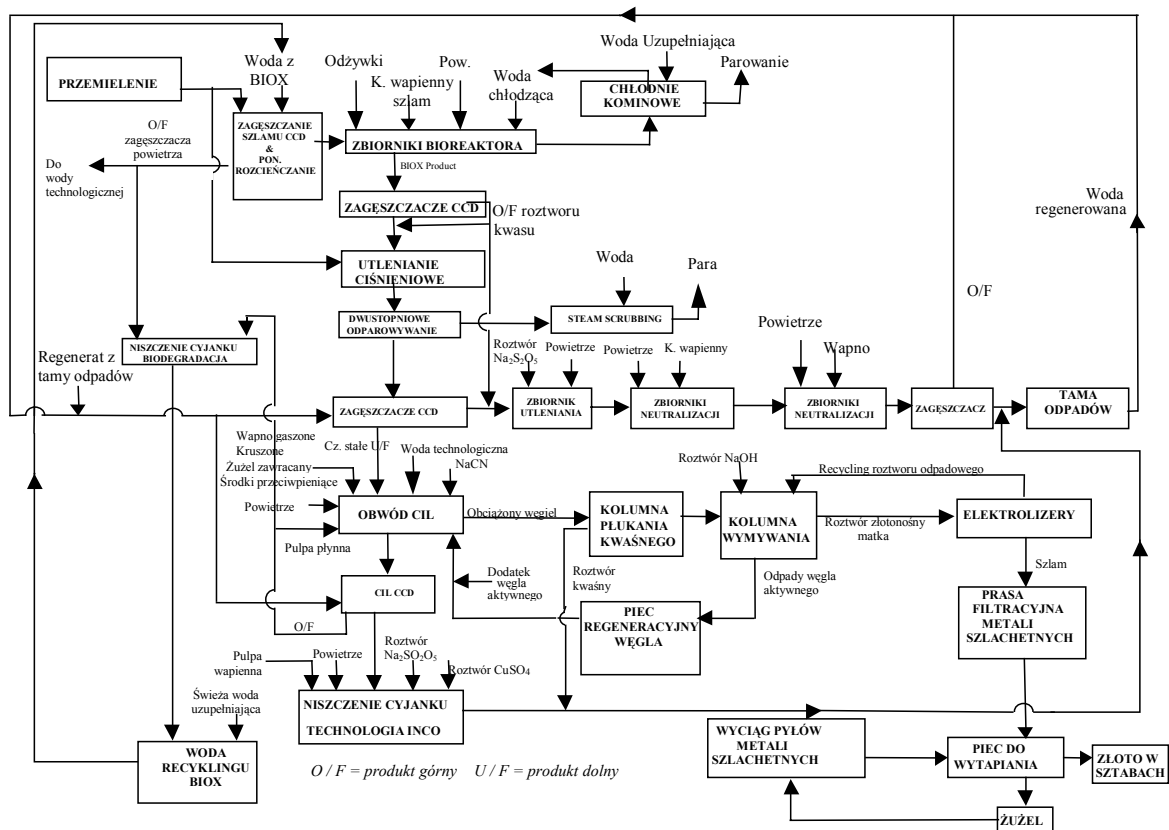 Woda z
BIOX
Odżywki
K. wapienny
szlam
Pow.
Woda
chłodząca
Woda Uzupełniająca
Parowanie
PRZEMIELENIE
CHŁODNIE
KOMINOWE
ZAGĘSZCZANIE
SZLAMU CCD
&
PON.
ROZCIEŃCZANIE
ZBIORNIKI BIOREAKTORA
O/F
zagęszczacza
powietrza
Do
wody
technologicznej
BIOX Product
ZAGĘSZCZACZE CCD
O/F roztworu
kwasu
Woda
regenerowana
UTLENIANIE
CIŚNIENIOWE
Woda
Para
O/F
DWUSTOPNIOWE
ODPAROWYWANIE
STEAM SCRUBBING
NISZCZENIE CYJANKU
BIODEGRADACJA
Regenerat z
tamy odpadów
Roztwór
Na2S2O5
Powietrze
Powietrze
K. wapienny
Powietrze
Wapno
ZAGĘSZCZACZE CCD
ZBIORNIK
UTLENIANIA
ZBIORNIKI
NEUTRALIZACJI
ZBIORNIKI
NEUTRALIZACJI
ZAGĘSZCZACZ
TAMA
ODPADÓW
Wapno gaszone
Kruszone
Żużel zawracany
Środki przeciwpieniące
Cz. stałe U/F
Woda technologiczna
NaCN
Roztwór NaOH
Recycling roztworu odpadowego
Powietrze
OBWÓD CIL
Obciążony węgiel
KOLUMNA
PŁUKANIA
KWAŚNEGO
KOLUMNA
WYMYWANIA
Roztwór złotonośny
matka
ELEKTROLIZERY
Pulpa płynna
Dodatek
węgla
aktywnego
Roztwór
kwaśny
Odpady węgla
aktywnego
Szlam
CIL CCD
O/F
PIEC
REGENERACYJNY
WĘGLA
PRASA
FILTRACYJNA
METALI
SZLACHETNYCH
Pulpa
wapienna
Powietrze
Roztwór
Na2SO2O5
Roztwór CuSO4
Świeża woda
uzupełniająca
NISZCZENIE CYJANKU
TECHNOLOGIA INCO
WODA
RECYKLINGU
BIOX
WYCIĄG PYŁÓW
METALI
SZLACHETNYCH
PIEC DO
WYTAPIANIA
ZŁOTO W
SZTABACH
O / F = produkt górny U / F = produkt dolny
ŻUŻEL